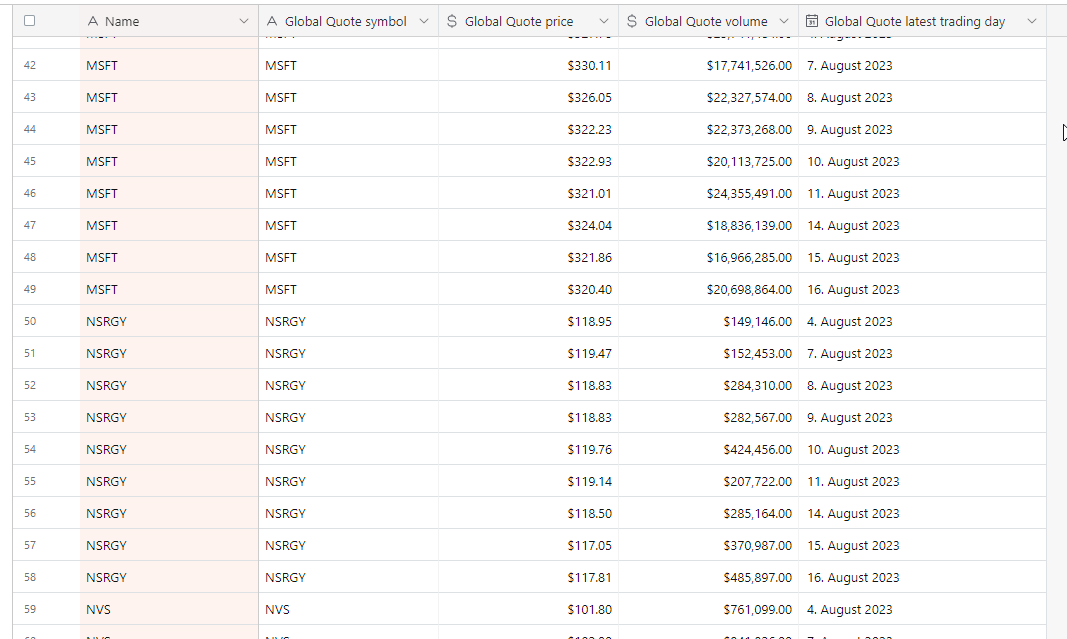 Name Global Quote symbol Global Quote price Global Quote volume Global Quote latest trading day
42 MSFT MSFT $330.11 $17,741,526.00 7. August 2023
43 MSFT MSFT $326.05 $22,327,574.00 8. August 2023
44 MSFT MSFT $322.23 $22,373,268.00 9. August 2023
45 MSFT MSFT $322.93 $20,113,725.00 10. August 2023
46 MSFT MSFT $321.01 $24,355,491.00 11. August 2023
47 MSFT MSFT $324.04 $18,836,139.00 14. August 2023
48 MSFT MSFT $321.86 $16,966,285.00 15. August 2023
49 MSFT MSFT $320.40 $20,698,864.00 16. August 2023
50 NSRGY NSRGY $118.95 $149,146.00 4. August 2023
51 NSRGY NSRGY $119.47 $152,453.00 7. August 2023
52 NSRGY NSRGY $118.83 $284,310.00 8. August 2023
53 NSRGY NSRGY $118.83 $282,567.00 9. August 2023
54 NSRGY NSRGY $119.76 $424,456.00 10. August 2023
55 NSRGY NSRGY $119.14 $207,722.00 11. August 2023
56 NSRGY NSRGY $118.50 $285,164.00 14. August 2023
57 NSRGY NSRGY $117.05 $370,987.00 15. August 2023
58 NSRGY NSRGY $117.81 $485,897.00 16. August 2023
59 NVS NVS $101.80 $761,099.00 4. August 2023